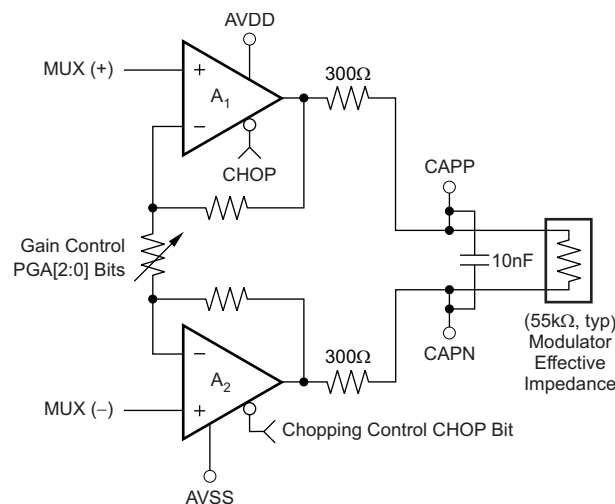 AVDD
MUX (+)
+
A1
−
CHOP
300Ω
CAPP
Gain Control
PGA[2:0] Bits
10nF
(55kΩ, typ)
Modulator
Effective
Impedance
300Ω
CAPN
−
A2
MUX (−)
+
Chopping Control CHOP Bit
AVSS